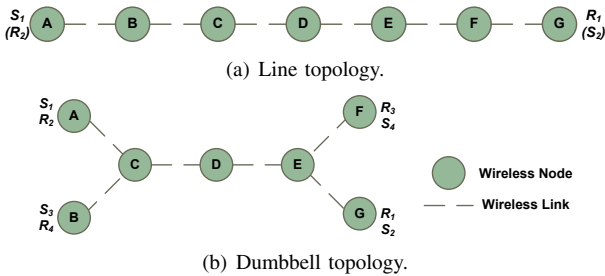 S1 (R2) A B C D E F G R1 (S2)
(a) Line topology.
S1 R2 A
F R3 S4
C D E
Wireless Node
S3 R4 B
G R1 S2
Wireless Link
(b) Dumbbell topology.